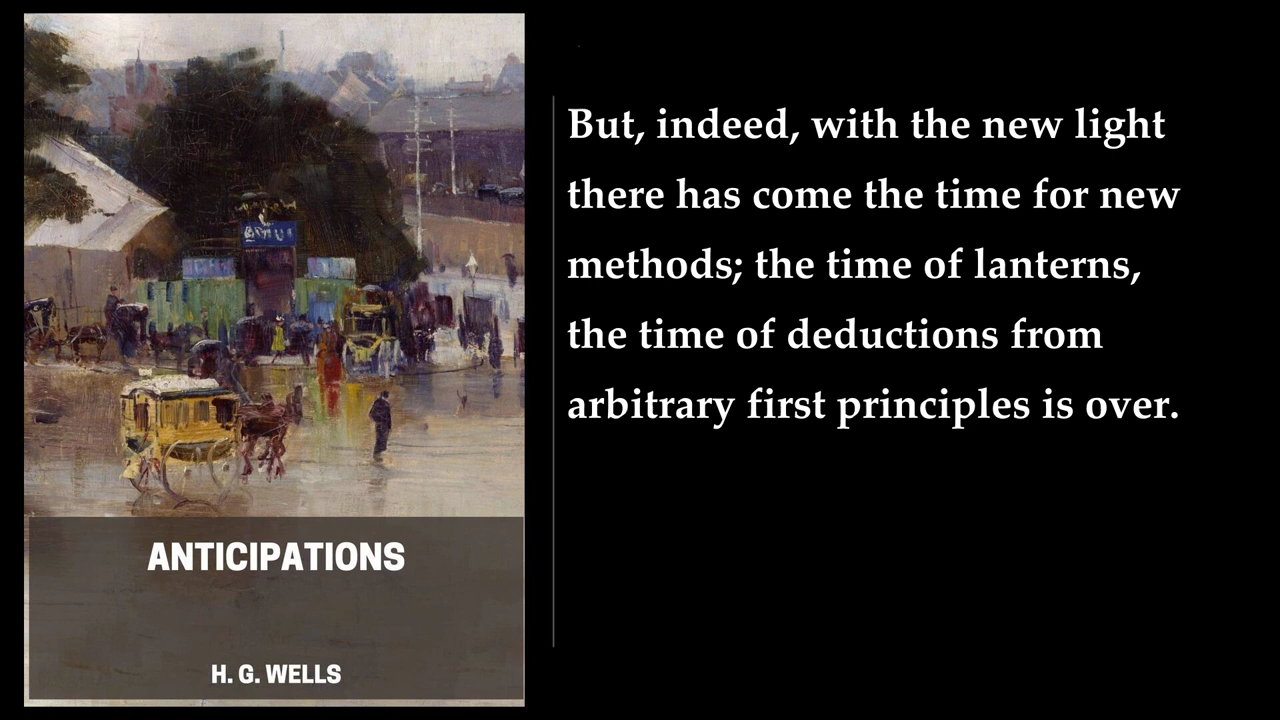 But, indeed, with the new light
there has come the time for new
methods; the time of lanterns,
the time of deductions from
arbitrary first principles is over.
ANTICIPATIONS
H. G. WELLS